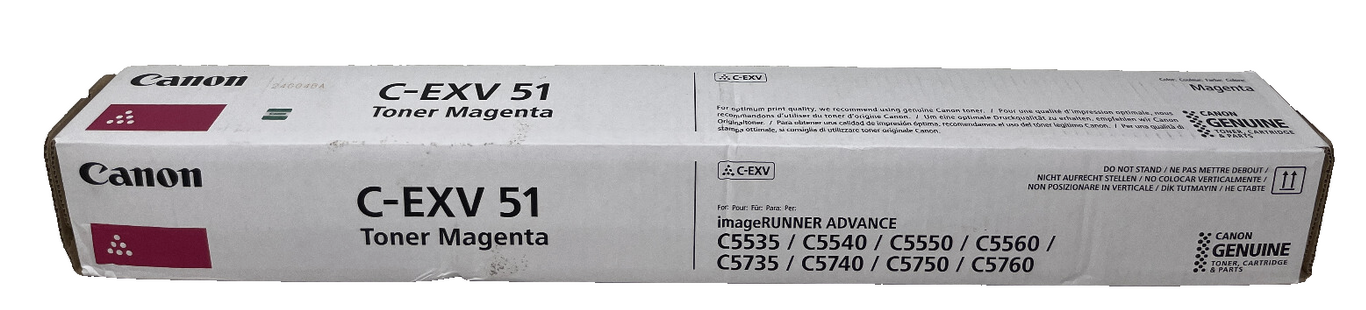 Canon
240040A
C-EXV 51
Toner Magenta
C-EXV
For optimum print quality, we recommend using genuine Canon toner. / Pour une qualité d'impression optimale, nous
recommandons d'utiliser du toner d'origine Canon. / Um eine optimale Druckqualität zu erhalten, empfehlen wir Canon
Originaltoner. / Para obtener una calidad de impresión óptima, recomendamos el uso del toner legítimo Canon. / Per una qualità di
stampa ottimale, si consiglia di utilizzare toner originale Canon.
Color: Couleur: Farbe: Colore:
Magenta
CANON
GENUINE
TONER, CARTRIDGE
& PARTS
Canon
C-EXV 51
Toner Magenta
C-EXV
For: Pour: Für: Para: Per:
imageRUNNER ADVANCE
C5535 / C5540 / C5550 / C5560 /
C5735 / C5740 / C5750 / C5760
DO NOT STAND / NE PAS METTRE DEBOUT /
NICHT AUFRECHT STELLEN / NO COLOCAR VERTICALMENTE /
NON POSIZIONARE IN VERTICALE / DİK TUTMAYIN / НЕ СТАВТЕ
CANON
GENUINE
TONER, CARTRIDGE
& PARTS